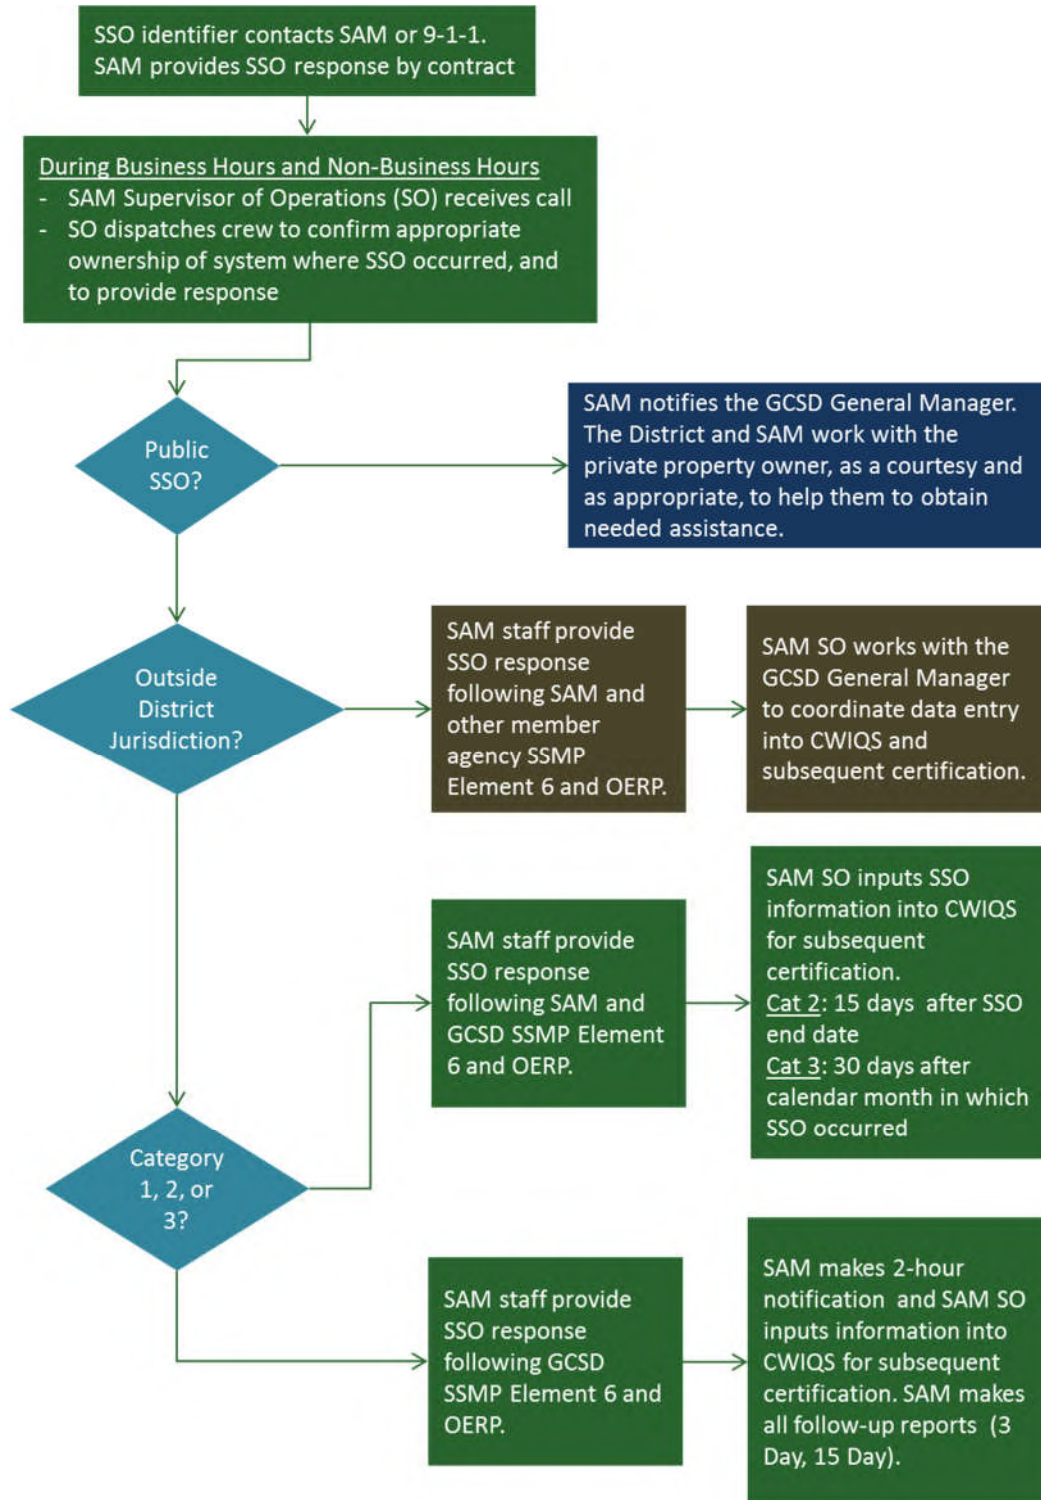 SSO identifier contacts SAM or 9-1-1.
SAM provides SSO response by contract
During Business Hours and Non-Business Hours
- SAM Supervisor of Operations (SO) receives call
- SO dispatches crew to confirm appropriate
ownership of system where SSO occurred, and
to provide response
Public
SSO?
SAM notifies the GCSD General Manager.
The District and SAM work with the
private property owner, as a courtesy and
as appropriate, to help them to obtain
needed assistance.
Outside
District
Jurisdiction?
SAM staff provide
SSO response
following SAM and
other member
agency SSMP
Element 6 and OERP.
SAM SO works with the
GCSD General Manager
to coordinate data entry
into CWIQS and
subsequent certification.
Category
1, 2, or
3?
SAM staff provide
SSO response
following SAM and
GCSD SSMP Element
6 and OERP.
SAM SO inputs SSO
information into CWIQS
for subsequent
certification.
Cat 2: 15 days after SSO
end date
Cat 3: 30 days after
calendar month in which
SSO occurred
SAM staff provide
SSO response
following GCSD
SSMP Element 6 and
OERP.
SAM makes 2-hour
notification and SAM SO
inputs information into
CWIQS for subsequent
certification. SAM makes
all follow-up reports (3
Day, 15 Day).